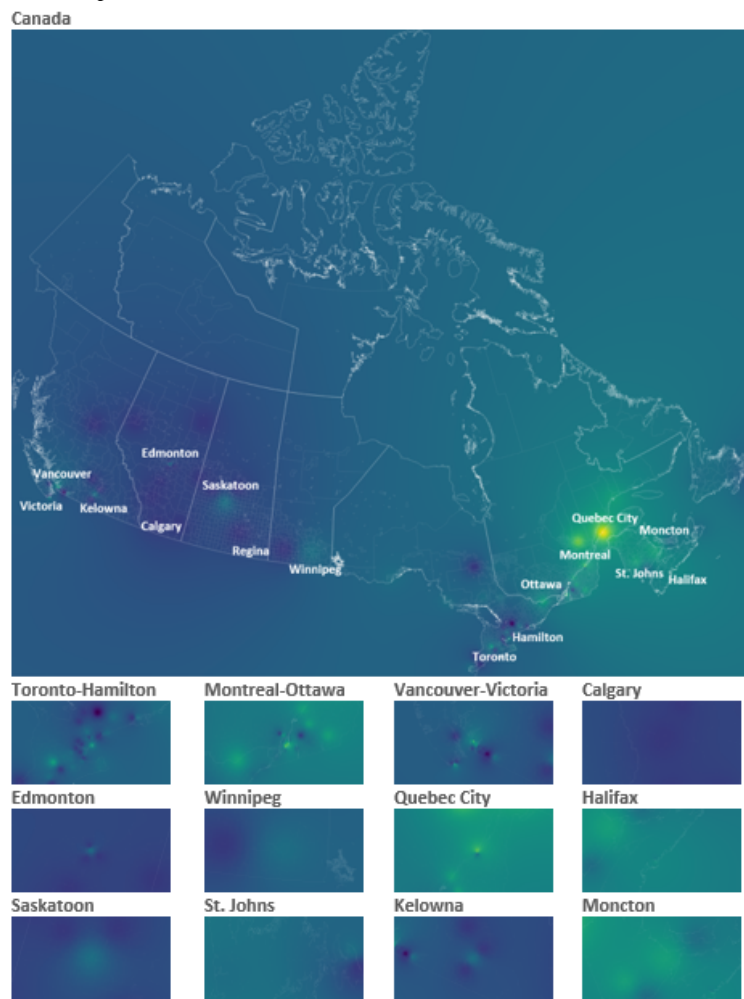 Canada
Edmonton
Vancouver
Saskatoon
Victoria
Kelowna
Calgary
Regina
Winnipeg
Quebec City
Moncton
Montreal
St. Johns
Halifax
Ottawa
Hamilton
Toronto
Toronto-Hamilton
Montreal-Ottawa
Vancouver-Victoria
Calgary
Edmonton
Winnipeg
Quebec City
Halifax
Saskatoon
St. Johns
Kelowna
Moncton